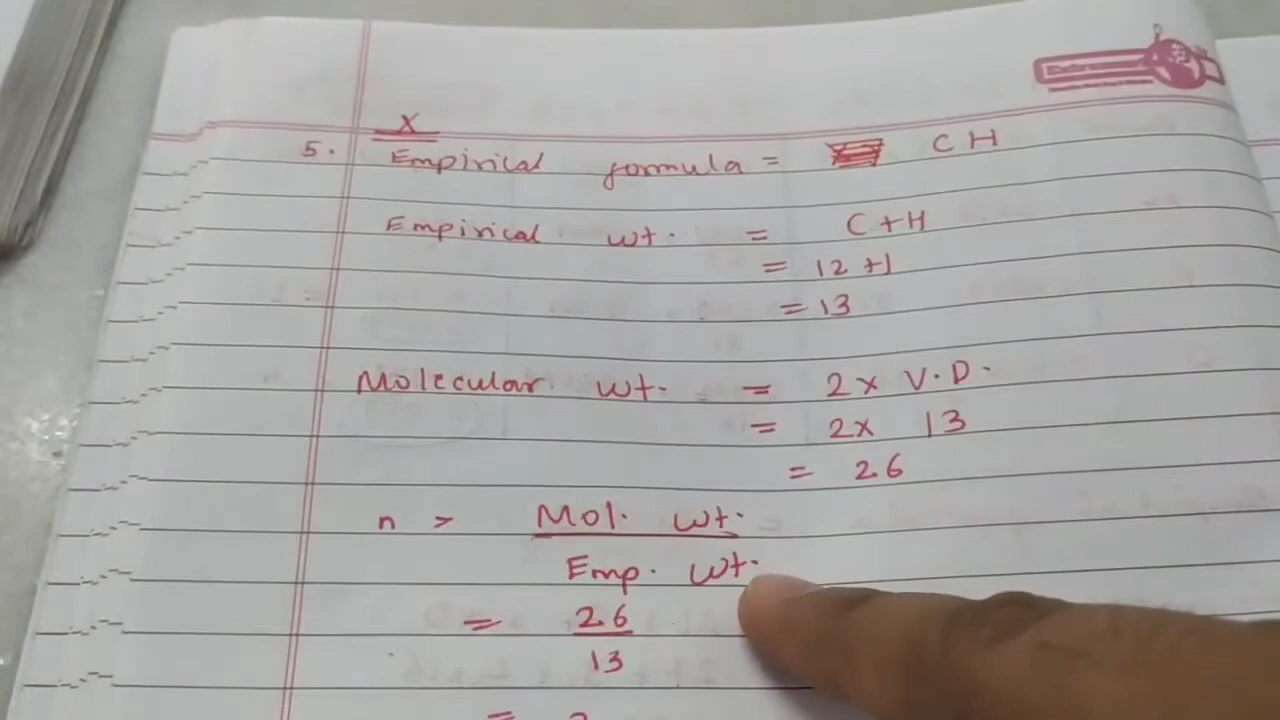 x
5. Empirical formula = CH
Empirical wt. = C+H
= 12+1
= 13
Molecular wt. = 2x V.D.
= 2x 13
= 26
n = Mol. wt.
Emp. wt.
= 26
13
= 2